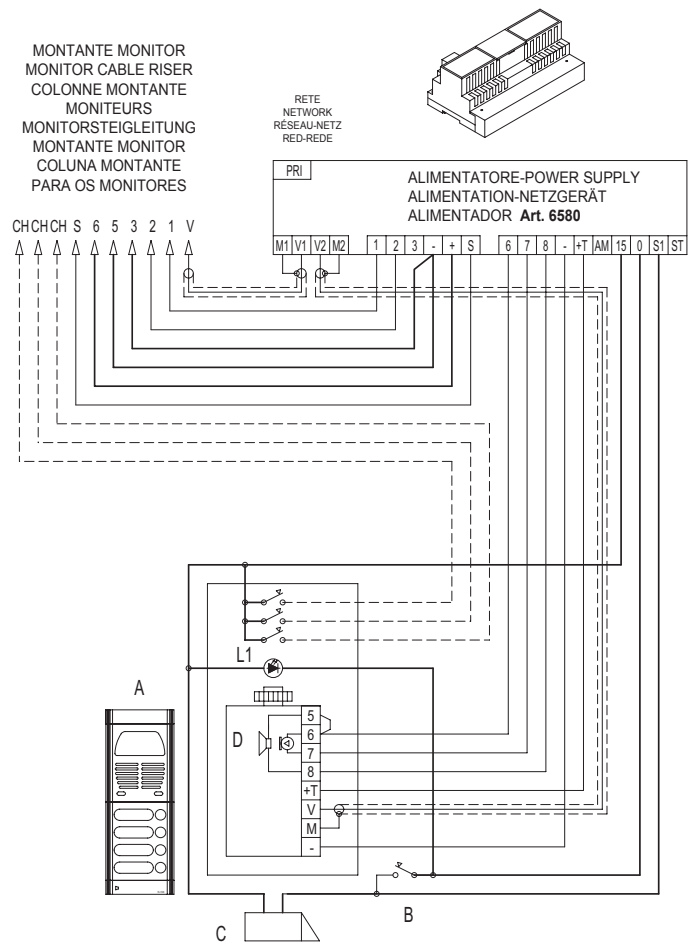 MONTANTE MONITOR
MONITOR CABLE RISER
COLONNE MONTANTE
MONITEURS
MONITORSTEIGLEITUNG
MONTANTE MONITOR
COLUNA MONTANTE
PARA OS MONITORES
RETE
NETWORK
RÉSEAU-NETZ
RED-REDE
PRI
ALIMENTATORE-POWER SUPPLY
ALIMENTATION-NETZGERÄT
ALIMENTADOR Art. 6580
CH CH CH S 6 5 3 2 1 V
M1 V1 V2 M2 1 2 3 - + S 6 7 8 - +T AM 15 0 S1 ST
L1
A
D
5
6
7
8
+T
V
M
-
B
C